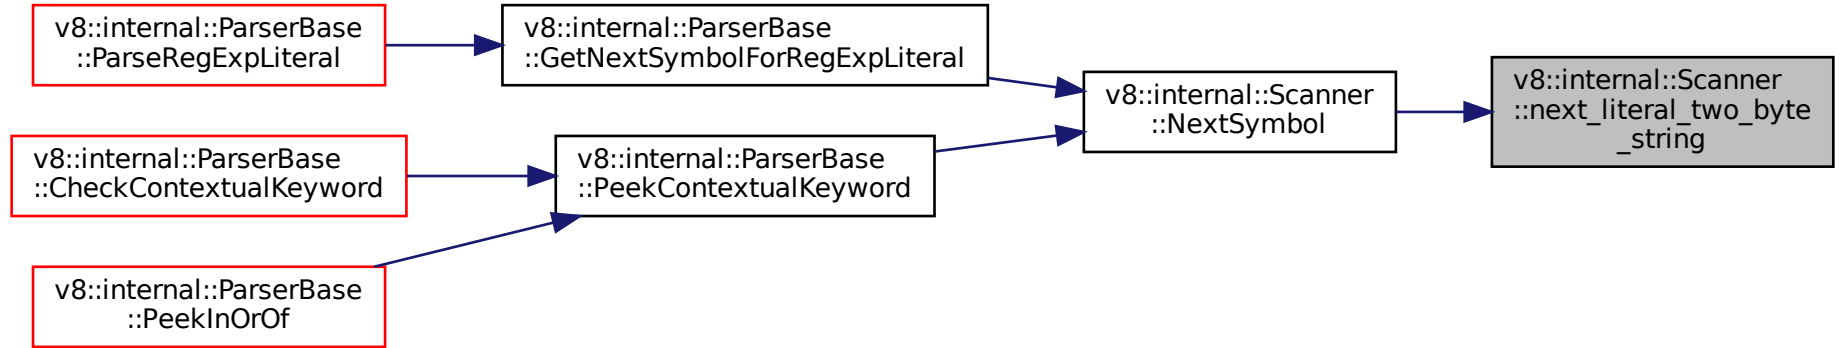 v8::internal::ParserBase
::ParseRegExpLiteral
v8::internal::ParserBase
::GetNextSymbolForRegExpLiteral
v8::internal::Scanner
::NextSymbol
v8::internal::Scanner
::next_literal_two_byte
_string
v8::internal::ParserBase
::CheckContextualKeyword
v8::internal::ParserBase
::PeekContextualKeyword
v8::internal::ParserBase
::PeekInOrOf